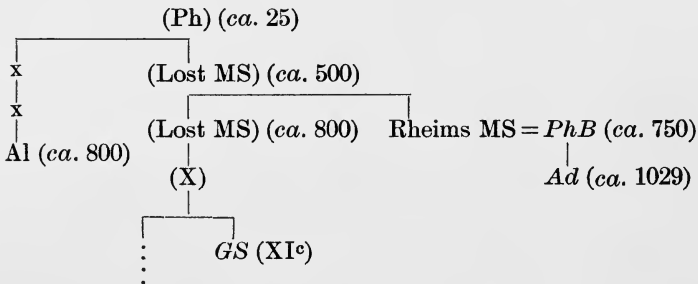 (Ph) (ca. 25)
x (Lost MS) (ca. 500)
x (Lost MS) (ca. 800) Rheims MS = PhB (ca. 750)
Al (ca. 800)
(X) Ad (ca. 1029)
GS (XIᶜ)